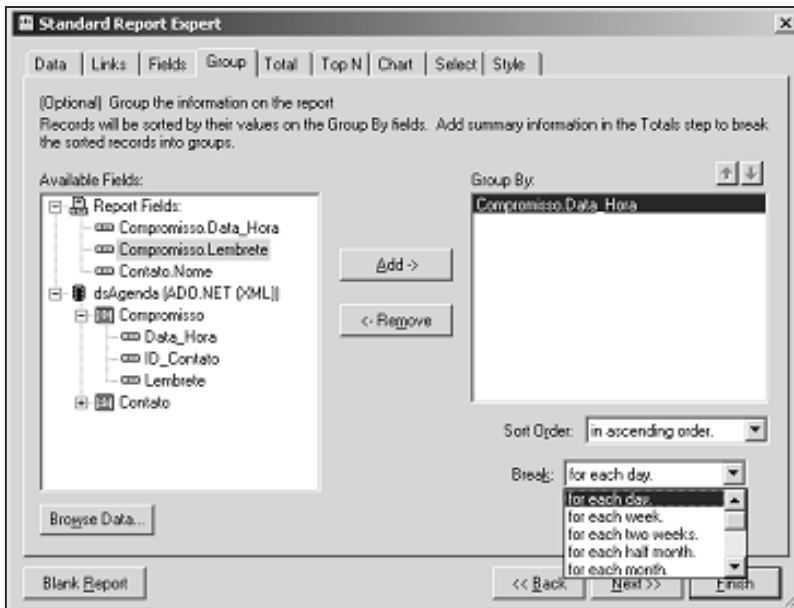 Standard Report Expert
Data Links Fields Group Total Top N Chart Select Style
(Optional) Group the information on the report
Records will be sorted by their values on the Group By fields. Add summary information in the Totals step to break
the sorted records into groups.
Available Fields:
Group By:
Report Fields:
Compromisso.Data_Hora
Compromisso.Lembrete
Contato.Nome
dsAgenda (ADO.NET (XML))
Compromisso
Data_Hora
ID_Contato
Lembrete
Contato
Add ->
<- Remove
Compromisso.Data_Hora
Sort Order: in ascending order.
Break: for each day.
for each day.
for each week.
for each two weeks.
for each half month.
for each month.
Browse Data...
Blank Report
<< Back Next >> Finish